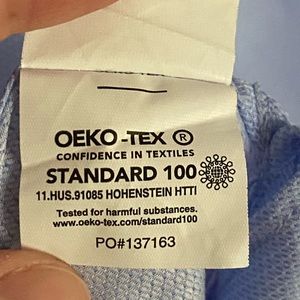 OEKO-TEX ®
CONFIDENCE IN TEXTILES
STANDARD 100
11.HUS.91085 HOHENSTEIN HTTI
Tested for harmful substances.
www.oeko-tex.com/standard100
PO#137163